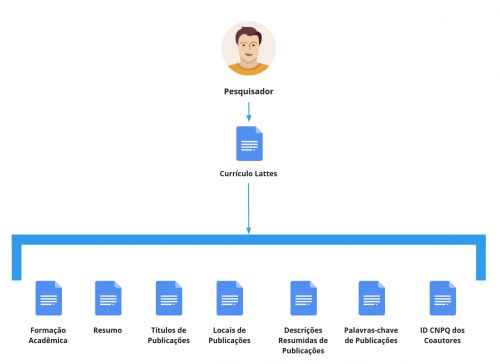 Pesquisador
Currículo Lattes
Formação
Acadêmica
Resumo
Títulos de
Publicações
Locais de
Publicações
Descrições
Resumidas de
Publicações
Palavras-chave
de Publicações
ID CNPQ dos
Coautores